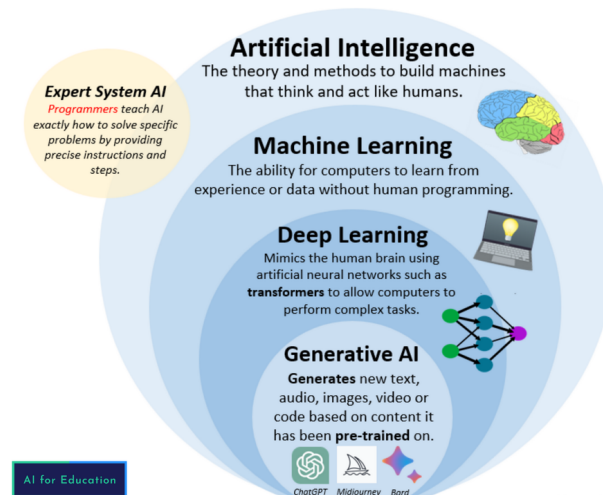 Artificial Intelligence
The theory and methods to build machines
that think and act like humans.
Expert System AI
Programmers teach AI
exactly how to solve specific
problems by providing
precise instructions and
steps.
Machine Learning
The ability for computers to learn from
experience or data without human programming.
Deep Learning
Mimics the human brain using
artificial neural networks such as
transformers to allow computers to
perform complex tasks.
Generative AI
Generates new text,
audio, images, video or
code based on content it
has been pre-trained on.
ChatGPT Midjourney Bard
AI for Education